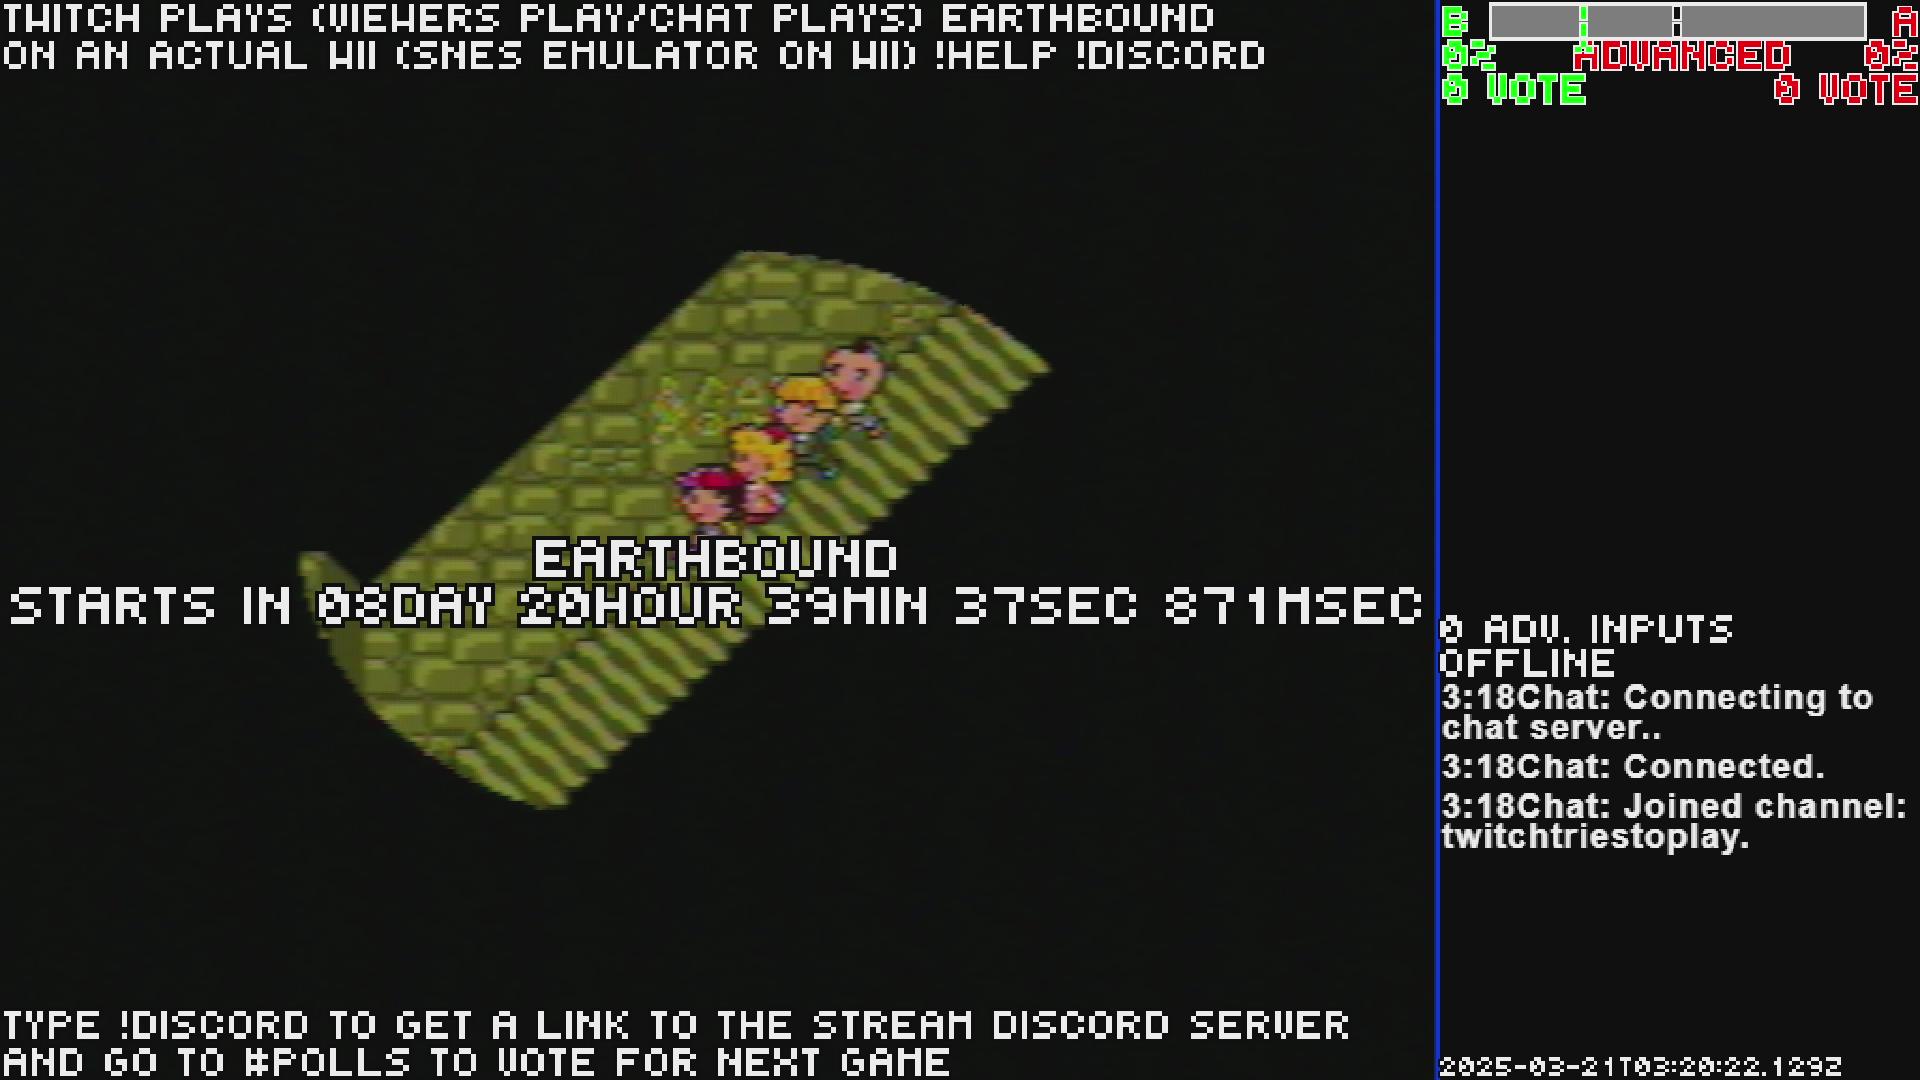 TWITCH PLAYS (VIEWERS PLAY/CHAT PLAYS) EARTHBOUND
ON AN ACTUAL WII (SNES EMULATOR ON WII) !HELP !DISCORD
B A
0% ADVANCED 0%
0 VOTE 0 VOTE
EARTHBOUND
STARTS IN 08DAY 20HOUR 39MIN 37SEC 871MSEC
0 ADV. INPUTS
OFFLINE
3:18Chat: Connecting to
chat server..
3:18Chat: Connected.
3:18Chat: Joined channel:
twitchtriestoplay.
TYPE !DISCORD TO GET A LINK TO THE STREAM DISCORD SERVER
AND GO TO #POLLS TO VOTE FOR NEXT GAME
2025-03-21T03:20:22.129Z